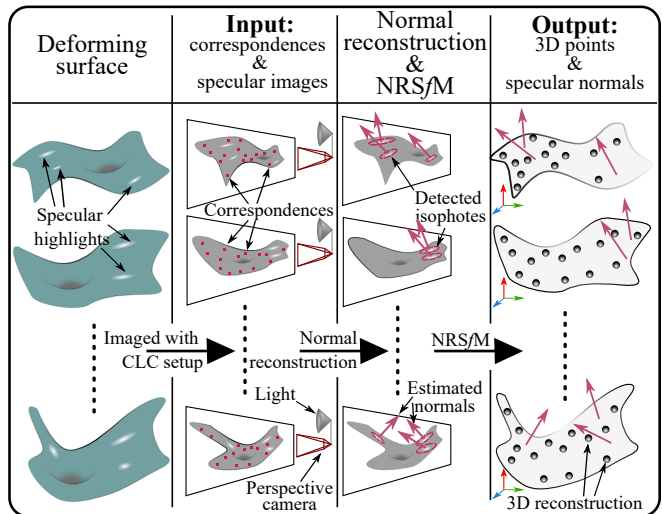 Deforming
surface
Input:
correspondences
&
specular images
Normal
reconstruction
&
NRSfM
Output:
3D points
&
specular normals
Specular
highlights
Correspondences
Detected
isophotes
Imaged with
CLC setup
Normal
reconstruction
NRSfM
Light
Perspective
camera
Estimated
normals
3D reconstruction